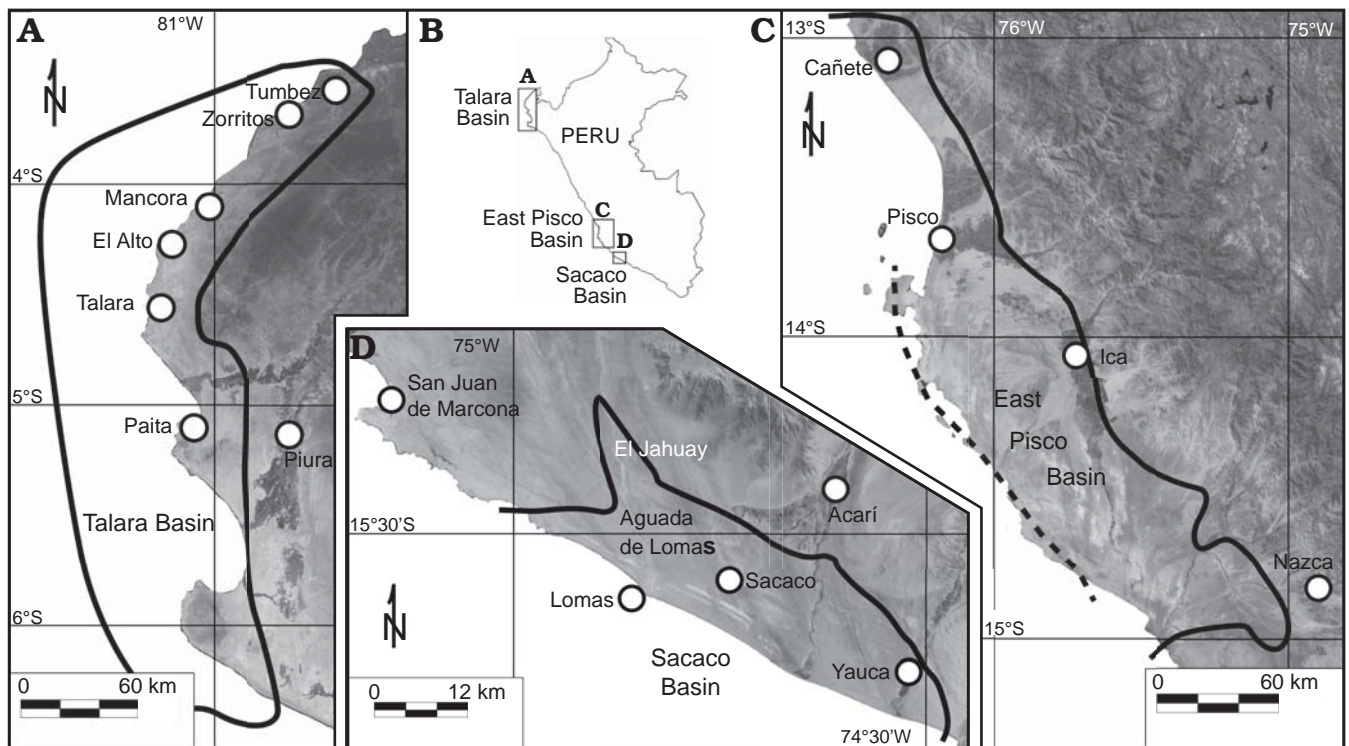 A
81°W
N
Tumbez
Zorritos
4°S
Mancora
El Alto
Talara
5°S
Paita
Piura
Talara Basin
6°S
0 60 km
B
A
Talara
Basin
PERU
C
East Pisco
Basin
D
Sacaco
Basin
C
13°S
76°W
75°W
Cañete
N
Pisco
14°S
Ica
East
Pisco
Basin
Nazca
15°S
0 60 km
D
75°W
San Juan
de Marcona
El Jahuay
Acarí
15°30'S
Aguada
de Lomas
Sacaco
Lomas
N
Sacaco
Basin
Yauca
0 12 km
74°30'W